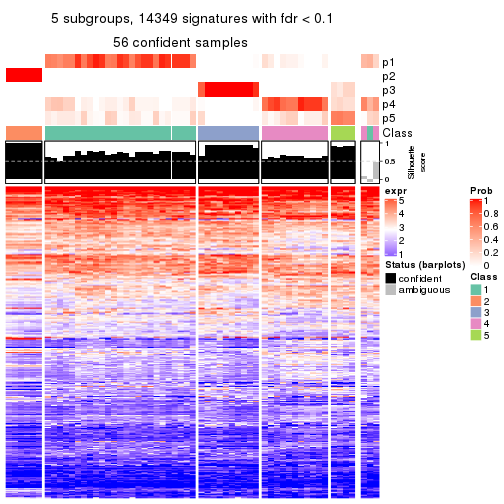 5 subgroups, 14349 signatures with fdr < 0.1
56 confident samples
p1
p2
p3
p4
p5
Class
1
0.5
0
Silhouette
score
expr
5
4
3
2
1
Status (barplots)
confident
ambiguous
Prob
1
0.8
0.6
0.4
0.2
0
Class
1
2
3
4
5